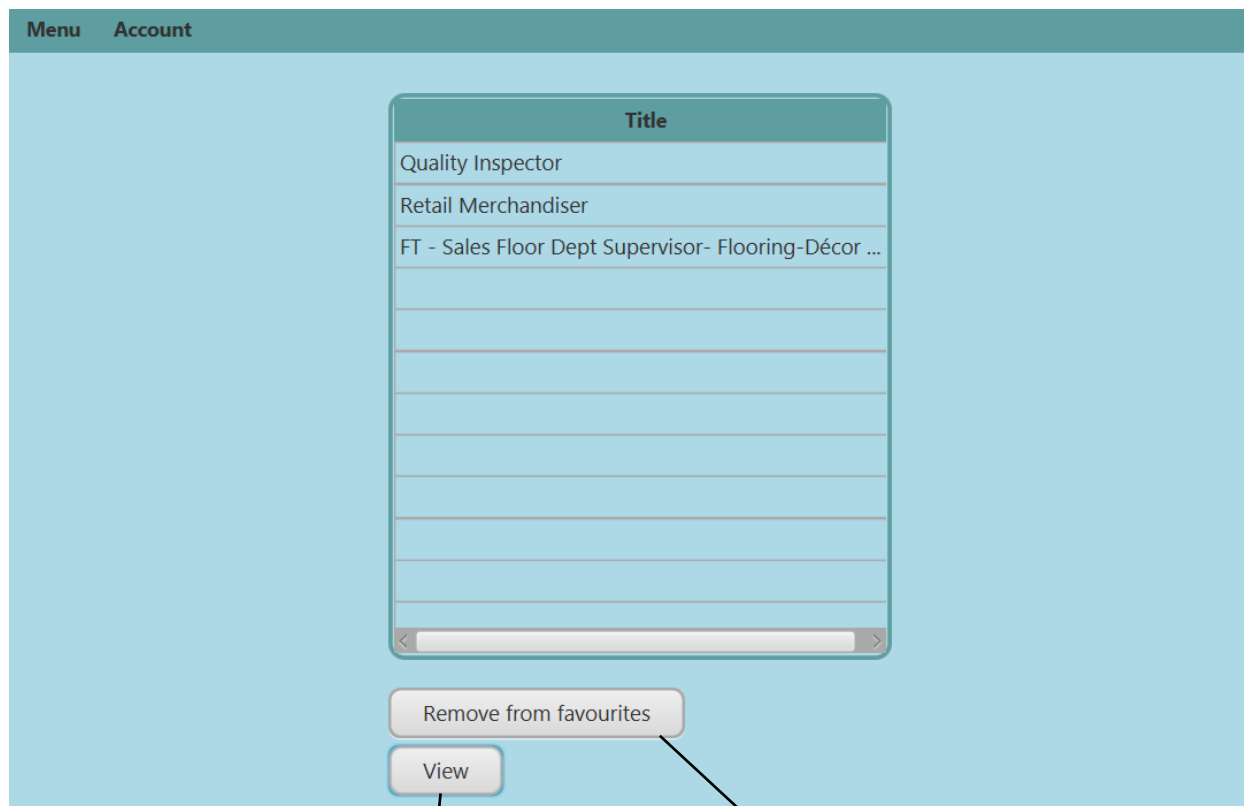 Menu Account
Title
Quality Inspector
Retail Merchandiser
FT - Sales Floor Dept Supervisor- Flooring-Décor ...
Remove from favourites
View